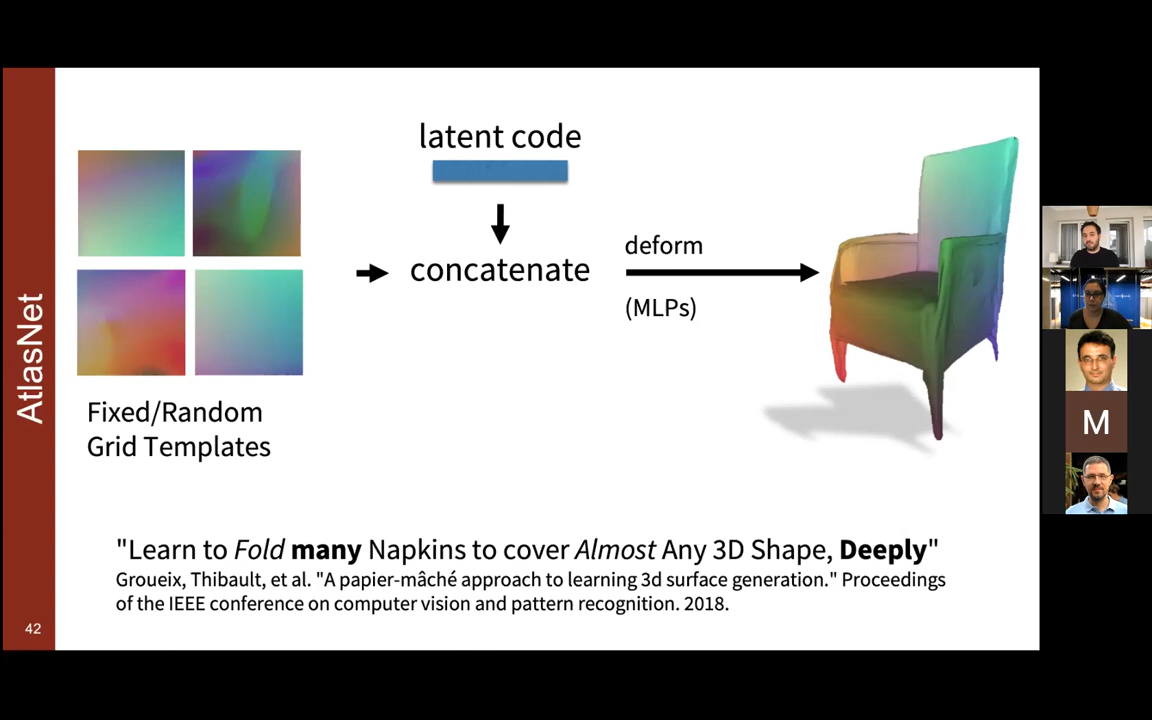 AtlasNet
latent code
concatenate
deform
(MLPs)
Fixed/Random
Grid Templates
"Learn to Fold many Napkins to cover Almost Any 3D Shape, Deeply"
Groueix, Thibault, et al. "A papier-mâché approach to learning 3d surface generation." Proceedings
of the IEEE conference on computer vision and pattern recognition. 2018.
42
M